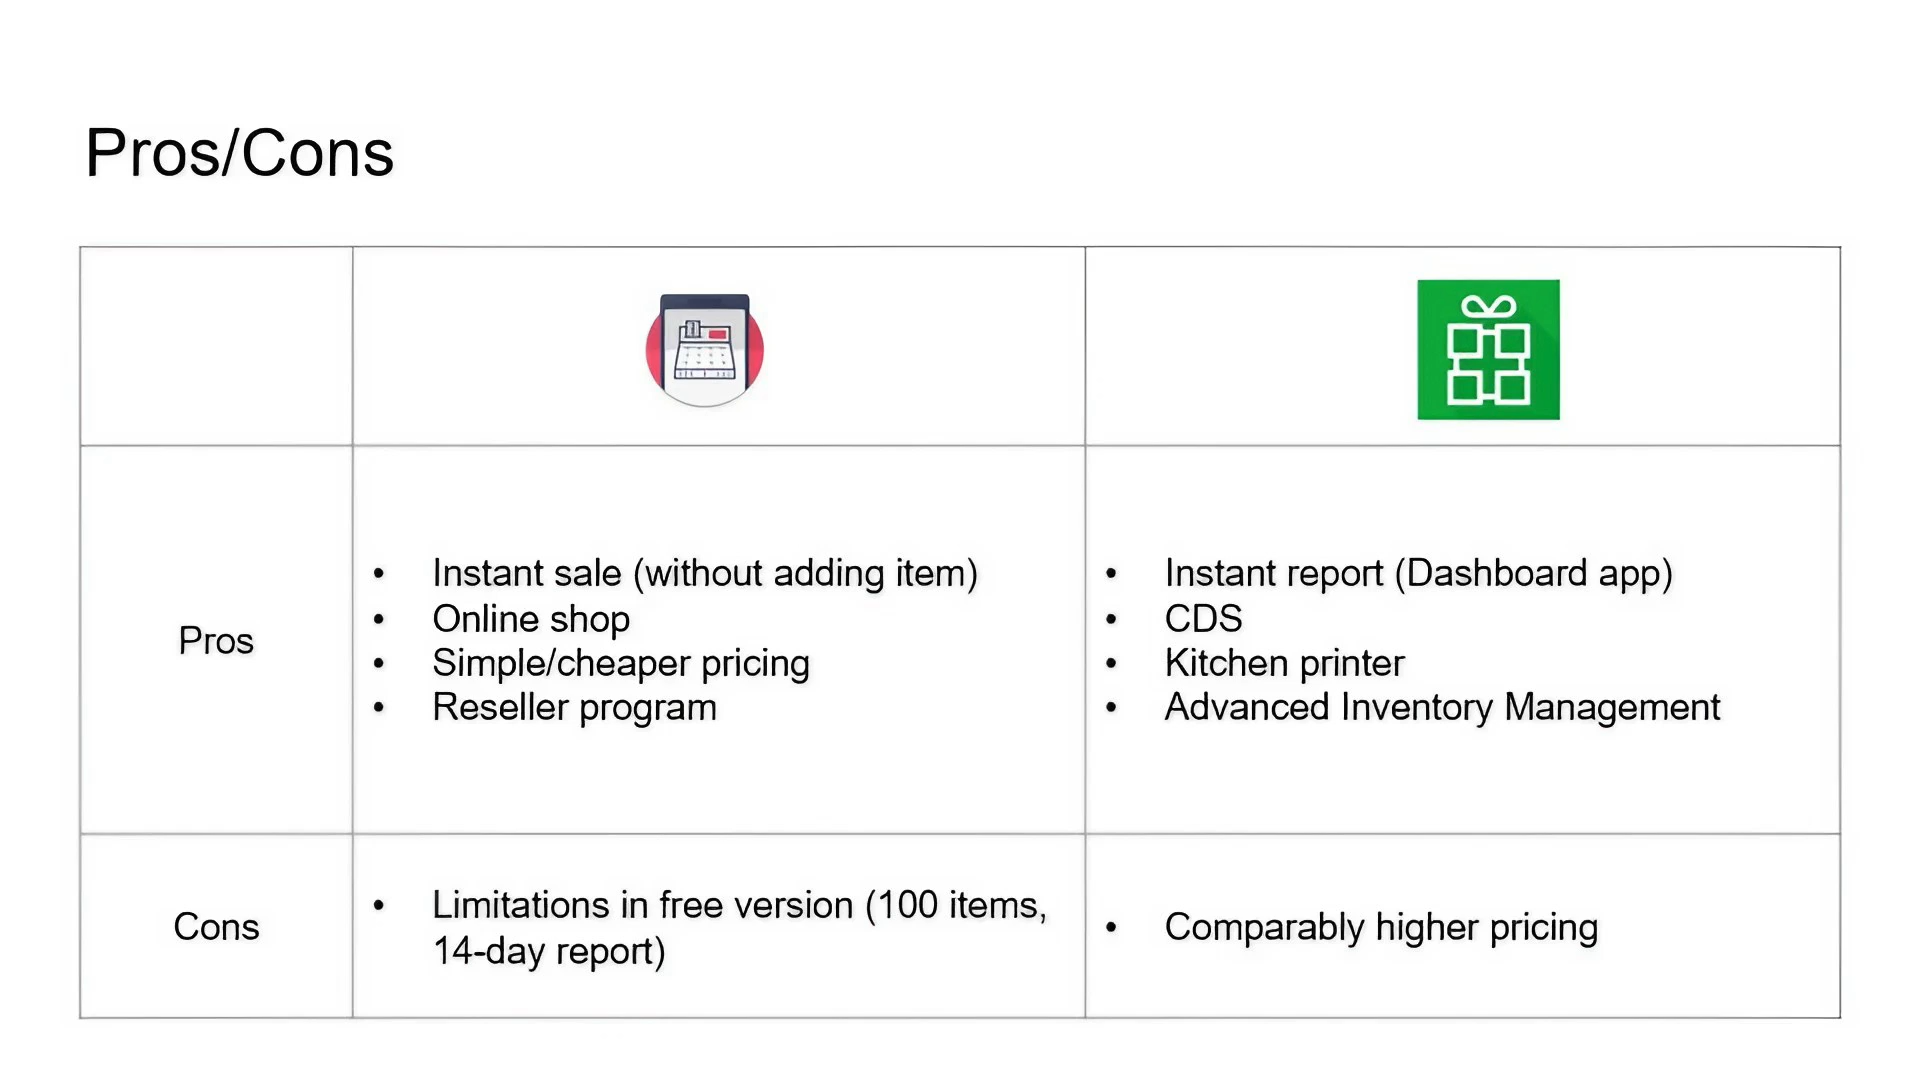 Pros/Cons
Pros
• Instant sale (without adding item)
• Online shop
• Simple/cheaper pricing
• Reseller program
• Instant report (Dashboard app)
• CDS
• Kitchen printer
• Advanced Inventory Management
Cons
• Limitations in free version (100 items,
14-day report)
• Comparably higher pricing